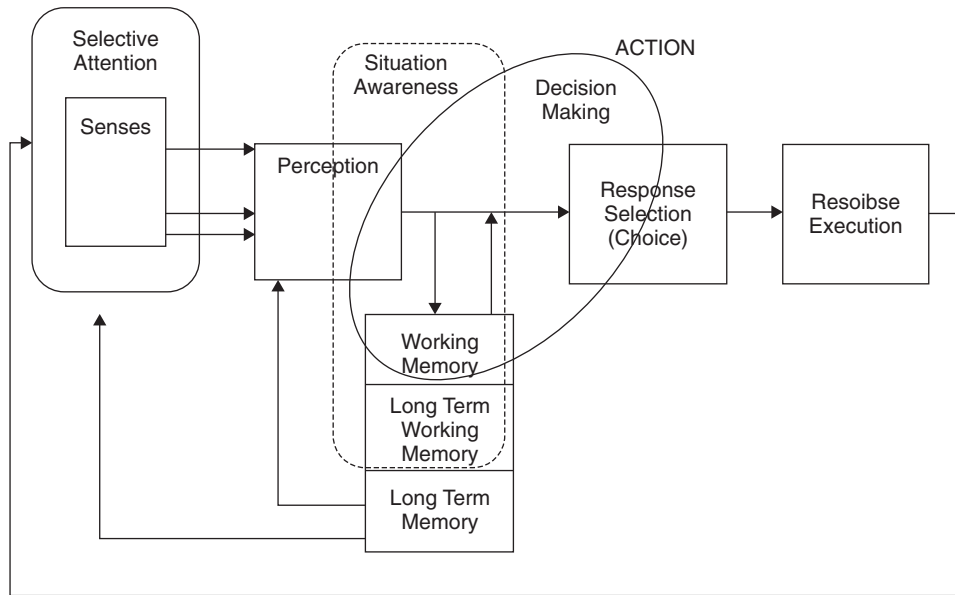 Selective
Attention
Senses
Perception
Situation
Awareness
ACTION
Decision
Making
Response
Selection
(Choice)
Resoibse
Execution
Working
Memory
Long Term
Working
Memory
Long Term
Memory